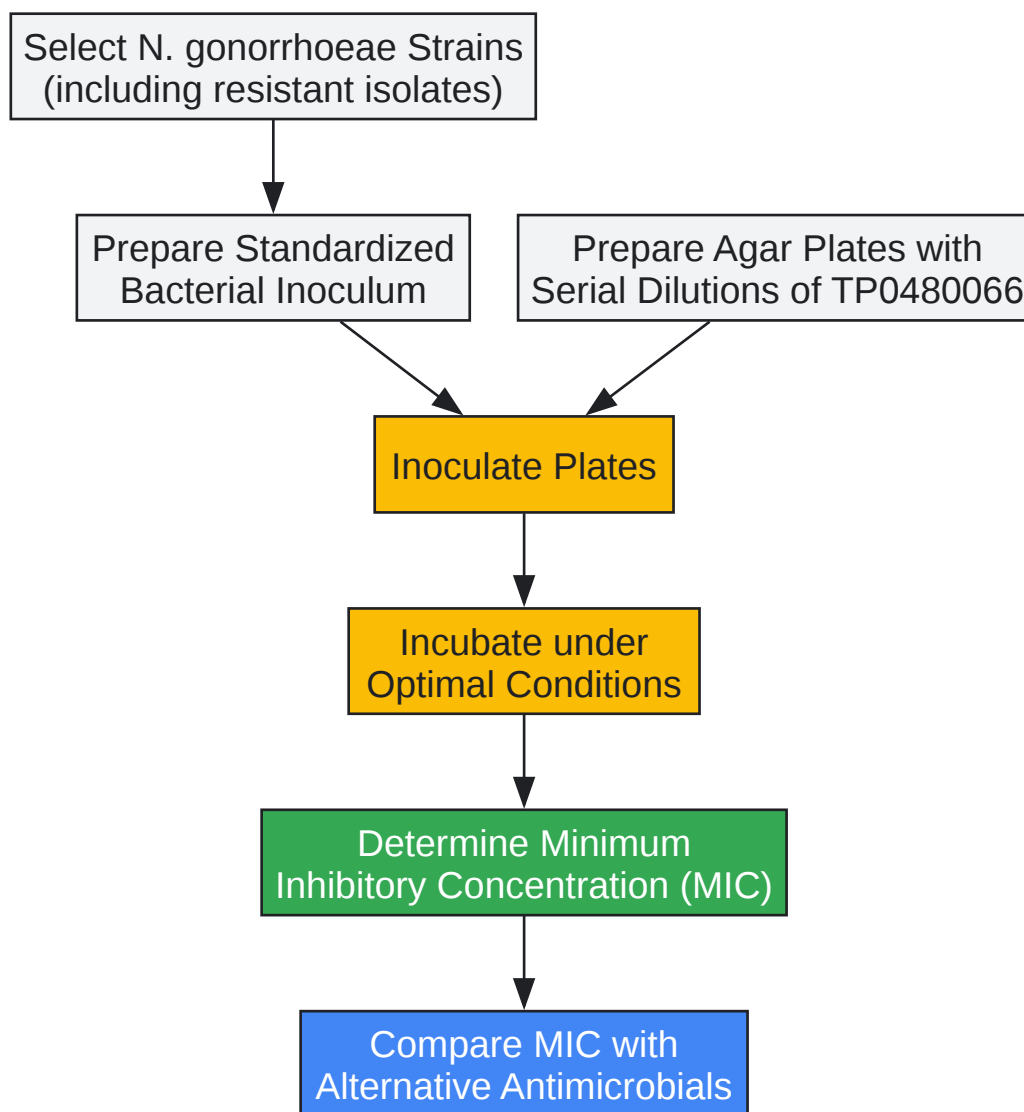 Select N. gonorrhoeae Strains
(including resistant isolates)
Prepare Standardized
Bacterial Inoculum
Prepare Agar Plates with
Serial Dilutions of TP0480066
Inoculate Plates
Incubate under
Optimal Conditions
Determine Minimum
Inhibitory Concentration (MIC)
Compare MIC with
Alternative Antimicrobials